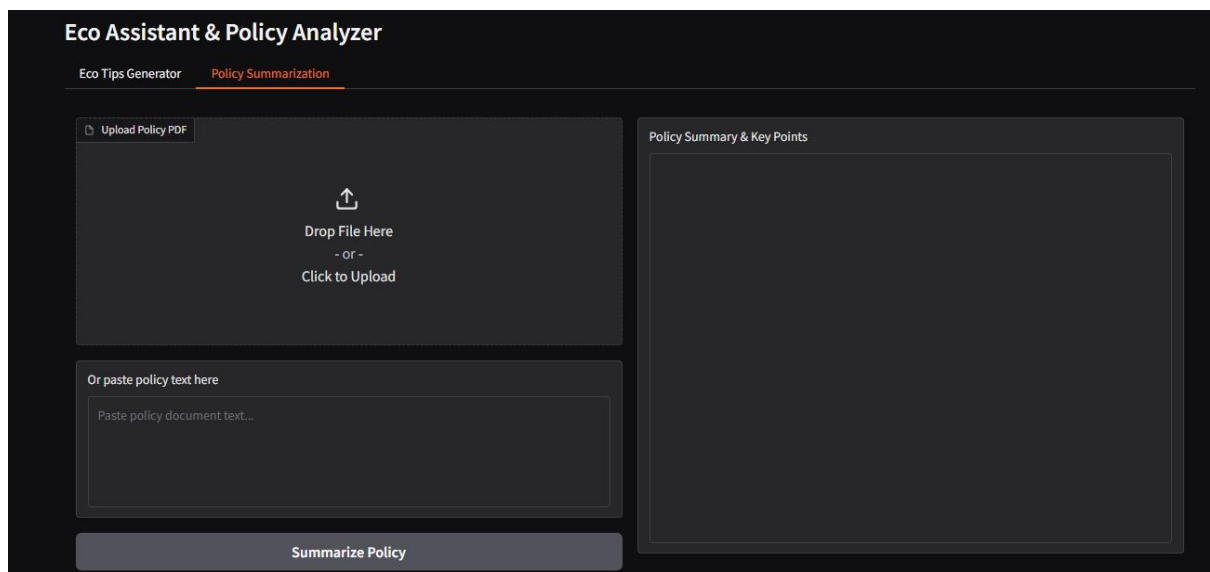 Eco Assistant & Policy Analyzer
Eco Tips Generator
Policy Summarization
Upload Policy PDF
Drop File Here
- or -
Click to Upload
Or paste policy text here
Paste policy document text...
Summarize Policy
Policy Summary & Key Points